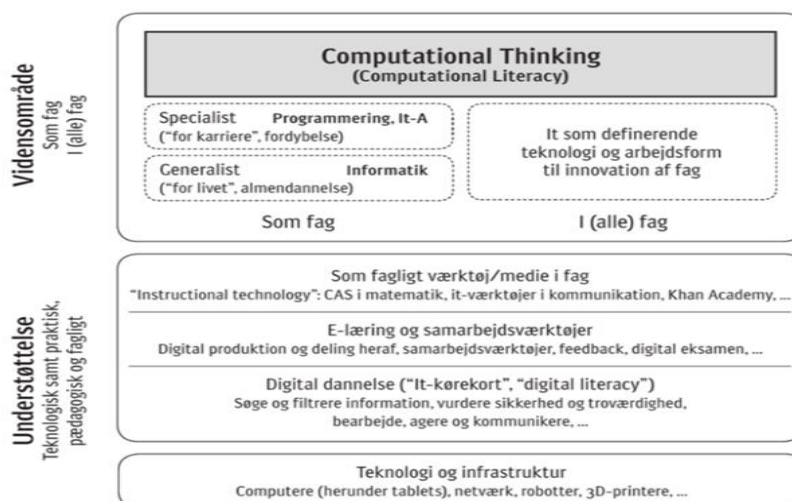 Computational Thinking
(Computational Literacy)
Vidensområde
Som fag
I (alle) fag
Specialist Programmering, It-A
("for karriere", fordybelse)
Generalist Informatik
("for livet", almendannelse)
Som fag
It som definerende
teknologi og arbejdsform
til innovation af fag
I (alle) fag
Understøttelse
Teknologisk samt praktisk,
pædagogisk og fagligt
Som fagligt værktøj/medie i fag
"Instructional technology": CAS i matematik, it-værktøjer i kommunikation, Khan Academy, ...
E-læring og samarbejdsværktøjer
Digital produktion og deling heraf, samarbejdsværktøjer, feedback, digital eksamen, ...
Digital dannelse ("It-kørekort", "digital literacy")
Søge og filtrere information, vurdere sikkerhed og troværdighed,
bearbejde, agere og kommunikere, ...
Teknologi og infrastruktur
Computere (herunder tablets), netværk, robotter, 3D-printere, ...